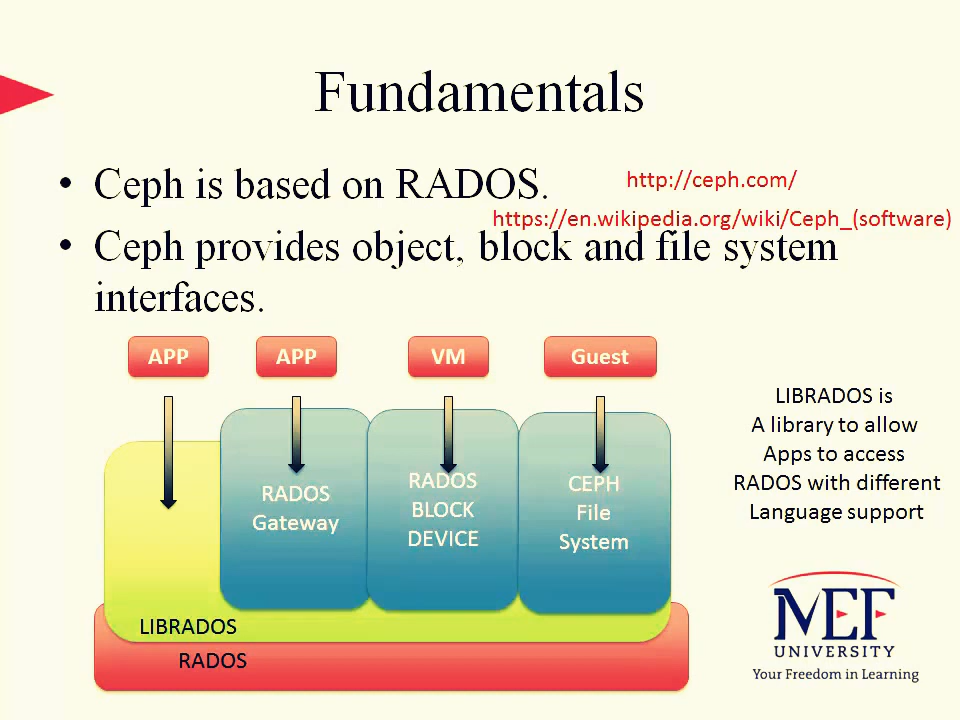 Fundamentals
• Ceph is based on RADOS.
http://ceph.com/
https://en.wikipedia.org/wiki/Ceph_(software)
• Ceph provides object, block and file system
interfaces.
APP
APP
VM
Guest
RADOS
Gateway
RADOS
BLOCK
DEVICE
CEPH
File
System
LIBRADOS
RADOS
LIBRADOS is
A library to allow
Apps to access
RADOS with different
Language support
MEF
UNIVERSITY
Your Freedom in Learning